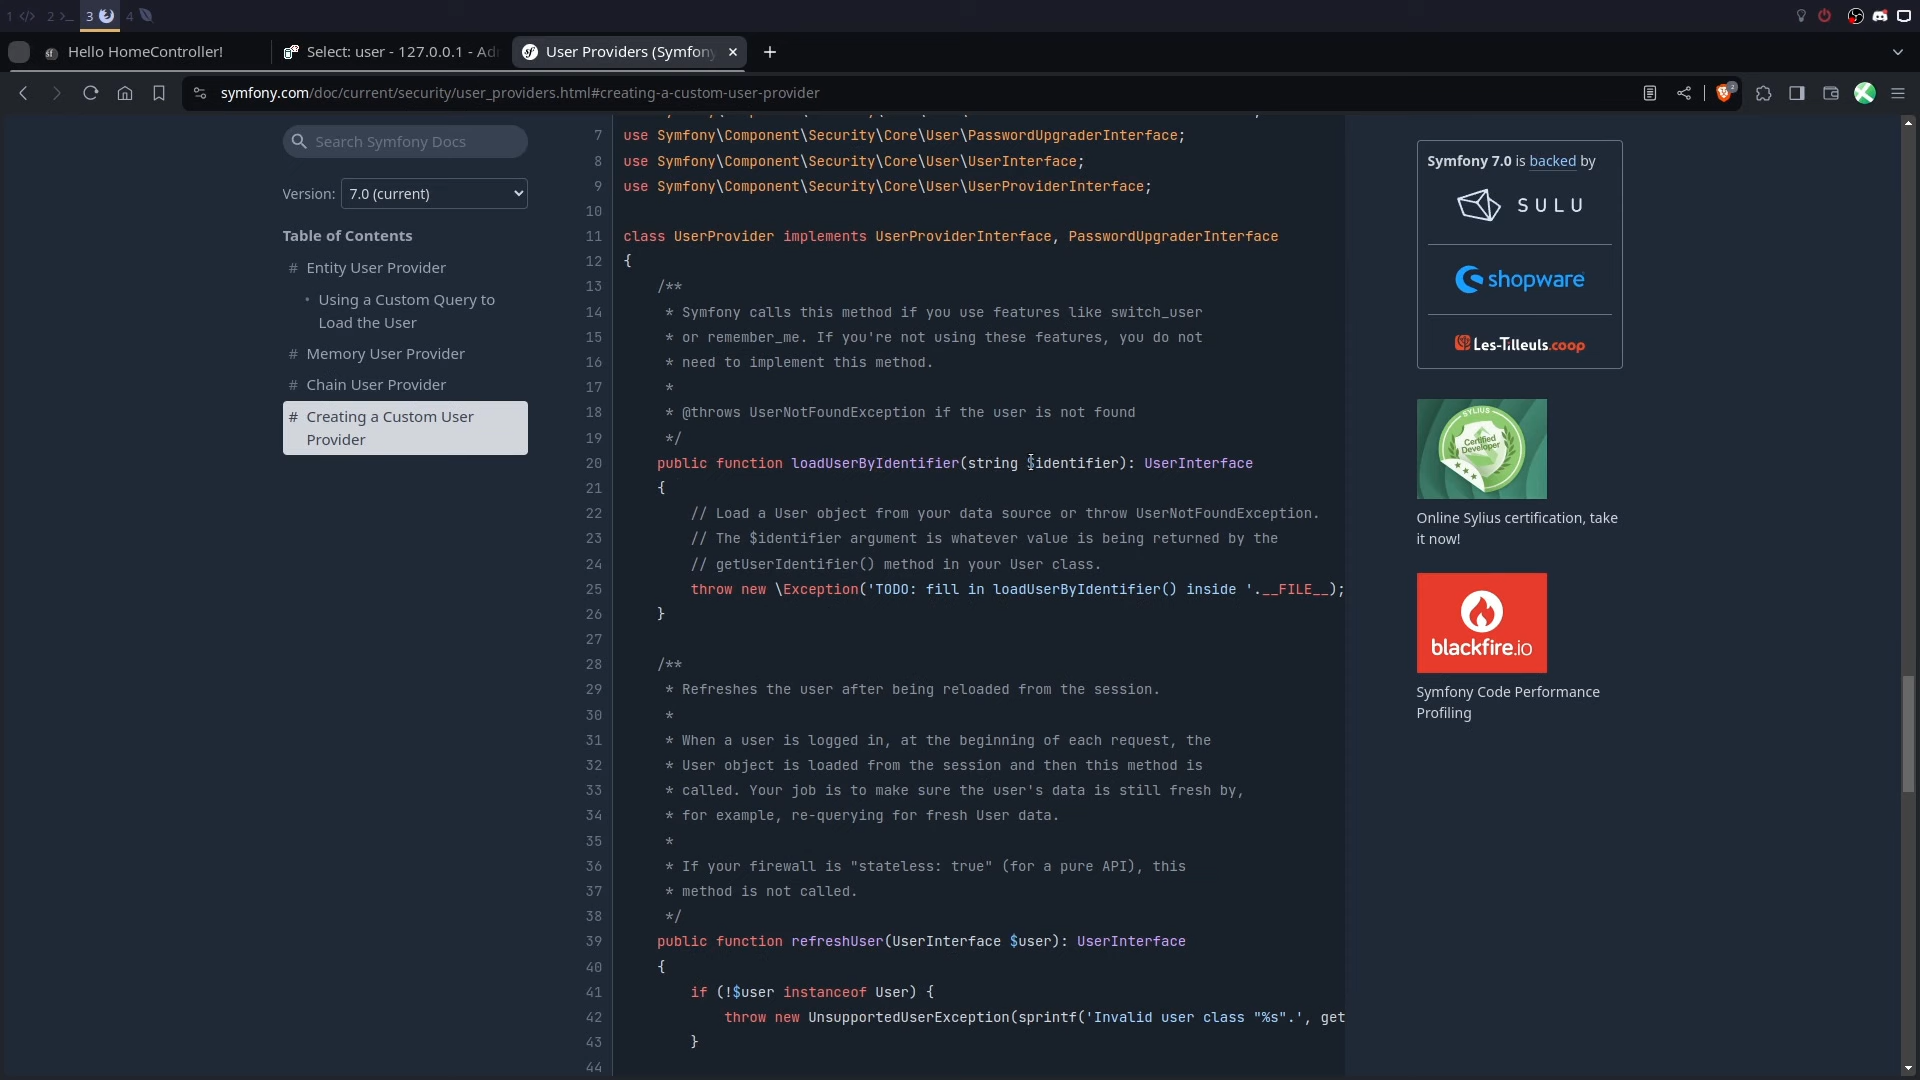 1 </> 2 >_ 3 4
Hello HomeController!
Select: user - 127.0.0.1 - Ad
User Providers (Symfony
symfony.com/doc/current/security/user_providers.html#creating-a-custom-user-provider
2
Search Symfony Docs
Version: 7.0 (current)
Table of Contents
# Entity User Provider
• Using a Custom Query to
Load the User
# Memory User Provider
# Chain User Provider
# Creating a Custom User
Provider
7 use Symfony\Component\Security\Core\User\PasswordUpgraderInterface;
8 use Symfony\Component\Security\Core\User\UserInterface;
9 use Symfony\Component\Security\Core\User\UserProviderInterface;
10
11 class UserProvider implements UserProviderInterface, PasswordUpgraderInterface
12 {
13 /**
14 * Symfony calls this method if you use features like switch_user
15 * or remember_me. If you're not using these features, you do not
16 * need to implement this method.
17 *
18 * @throws UserNotFoundException if the user is not found
19 */
20 public function loadUserByIdentifier(string $identifier): UserInterface
21 {
22 // Load a User object from your data source or throw UserNotFoundException.
23 // The $identifier argument is whatever value is being returned by the
24 // getUserIdentifier() method in your User class.
25 throw new \Exception('TODO: fill in loadUserByIdentifier() inside '.__FILE__);
26 }
27
28 /**
29 * Refreshes the user after being reloaded from the session.
30 *
31 * When a user is logged in, at the beginning of each request, the
32 * User object is loaded from the session and then this method is
33 * called. Your job is to make sure the user's data is still fresh by,
34 * for example, re-querying for fresh User data.
35 *
36 * If your firewall is "stateless: true" (for a pure API), this
37 * method is not called.
38 */
39 public function refreshUser(UserInterface $user): UserInterface
40 {
41 if (!$user instanceof User) {
42 throw new UnsupportedUserException(sprintf('Invalid user class "%s".', get
43 }
44
Symfony 7.0 is backed by
SULU
shopware
Les-Tilleuls.coop
SYLIUS
Certified
Developer
Online Sylius certification, take
it now!
blackfire.io
Symfony Code Performance
Profiling